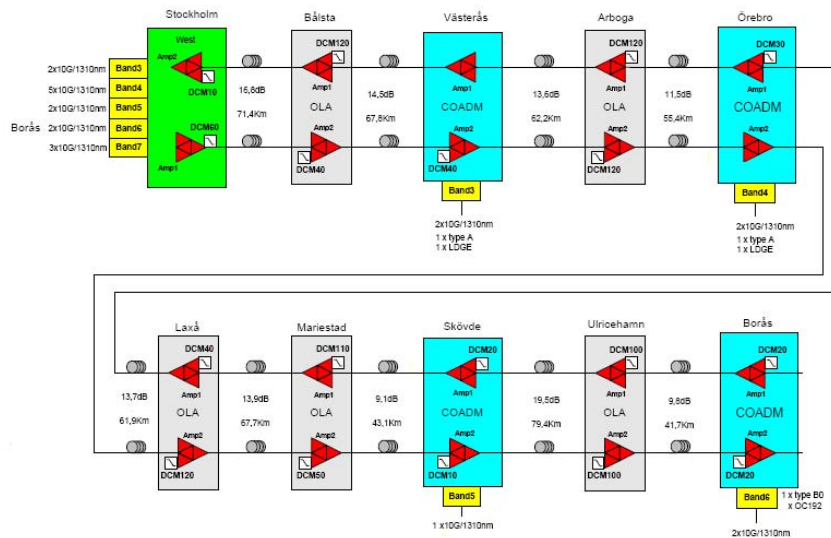 Stockholm
Bålsta
Västerås
Arboga
Örebro
West
Amp2
DCM10
DCM60
Amp1
2x10G/1310nm
Band3
5x10G/1310nm
Band4
2x10G/1310nm
Band5
Borås
2x10G/1310nm
Band6
3x10G/1310nm
Band7
16,8dB
71,4Km
DCM120
Amp1
OLA
Amp2
DCM40
14,5dB
67,8Km
Amp1
COADM
Amp2
DCM40
Band3
2x10G/1310nm
1 x type A
1 x LDGE
13,6dB
62,2Km
DCM120
Amp1
OLA
Amp2
DCM120
11,5dB
55,4Km
DCM30
Amp1
COADM
Amp2
Band4
2x10G/1310nm
1 x type A
1 x LDGE
Laxå
Mariestad
Skövde
Ulricehamn
Borås
13,7dB
61,9Km
DCM40
Amp1
OLA
Amp2
DCM120
13,9dB
67,7Km
DCM110
Amp1
OLA
Amp2
DCM50
9,1dB
43,1Km
DCM20
Amp1
COADM
Amp2
DCM10
Band5
1 x10G/1310nm
19,5dB
79,4Km
DCM100
Amp1
OLA
Amp2
DCM100
9,8dB
41,7Km
DCM20
Amp1
COADM
Amp2
DCM20
Band6
1 x type B0
x OC192
2x10G/1310nm